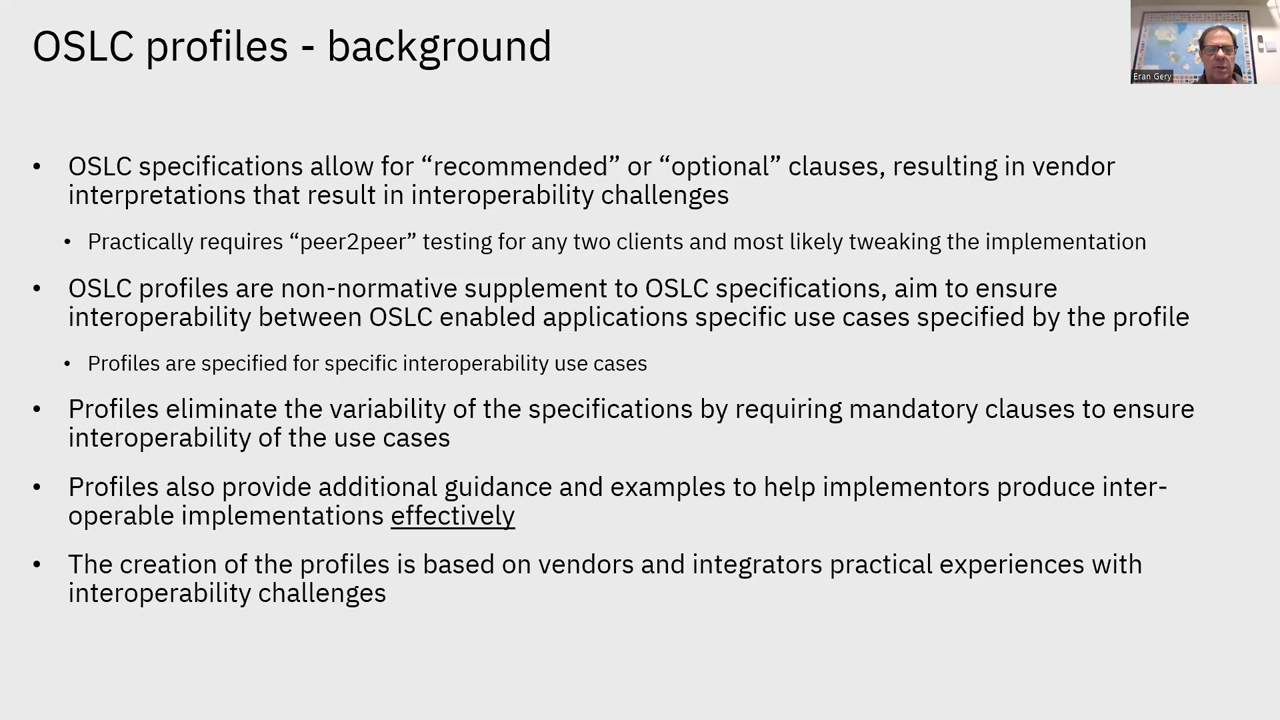 OSLC profiles - background
Eran Gery
• OSLC specifications allow for “recommended” or “optional” clauses, resulting in vendor
interpretations that result in interoperability challenges
• Practically requires “peer2peer” testing for any two clients and most likely tweaking the implementation
• OSLC profiles are non-normative supplement to OSLC specifications, aim to ensure
interoperability between OSLC enabled applications specific use cases specified by the profile
• Profiles are specified for specific interoperability use cases
• Profiles eliminate the variability of the specifications by requiring mandatory clauses to ensure
interoperability of the use cases
• Profiles also provide additional guidance and examples to help implementors produce inter-
operable implementations effectively
• The creation of the profiles is based on vendors and integrators practical experiences with
interoperability challenges